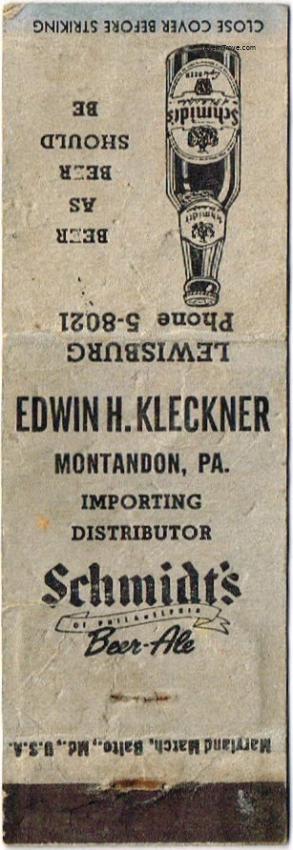 CLOSE COVER BEFORE STRIKING
BEER
AS
BEER
SHOULD
BE
Schmidt's
Schmidt's
LEWISBURG
Phone 5-8021
EDWIN H. KLECKNER
MONTANDON, PA.
IMPORTING
DISTRIBUTOR
Schmidt's
OF PHILADELPHIA
Beer-Ale
Maryland Match, Balto., Md., U.S.A.